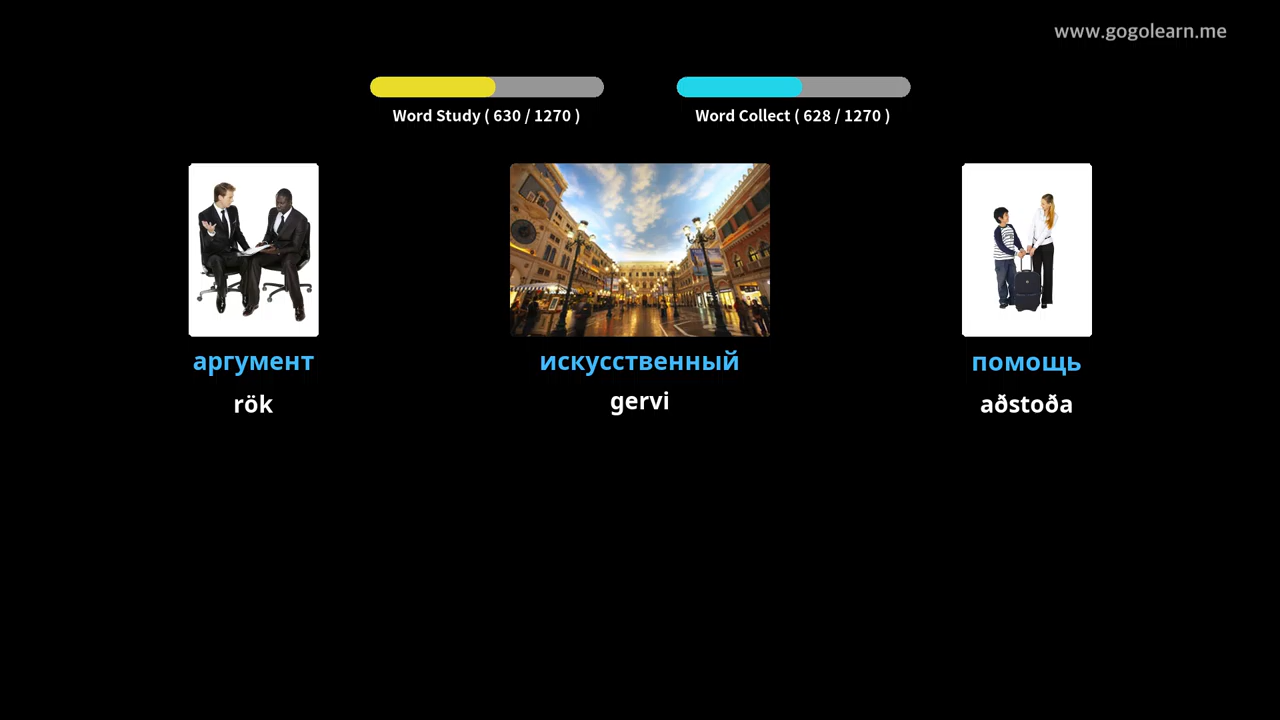 www.gogolearn.me
Word Study ( 630 / 1270 )
Word Collect ( 628 / 1270 )
аргумент
искусственный
помощь
rök
gervi
aðstoða